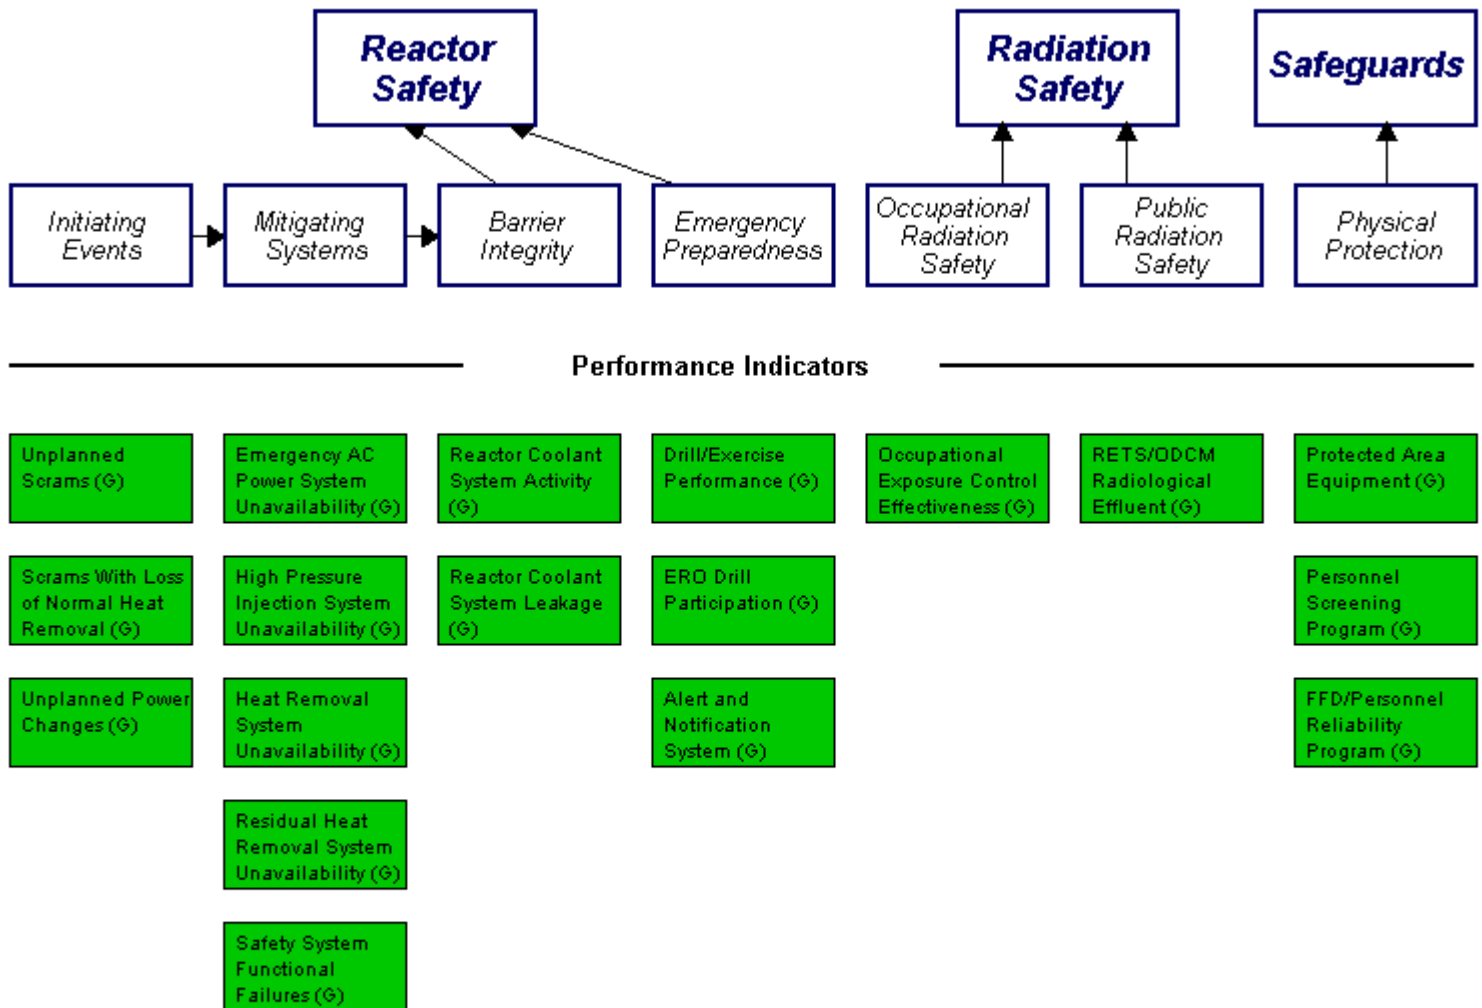 Reactor
Safety
Radiation
Safety
Safeguards
Initiating
Events
Mitigating
Systems
Barrier
Integrity
Emergency
Preparedness
Occupational
Radiation
Safety
Public
Radiation
Safety
Physical
Protection
Performance Indicators
Unplanned
Scrams (G)
Emergency AC
Power System
Unavailability (G)
Reactor Coolant
System Activity
(G)
Drill/Exercise
Performance (G)
Occupational
Exposure Control
Effectiveness (G)
RETS/ODCM
Radiological
Effluent (G)
Protected Area
Equipment (G)
Scrams With Loss
of Normal Heat
Removal (G)
High Pressure
Injection System
Unavailability (G)
Reactor Coolant
System Leakage
(G)
ERO Drill
Participation (G)
Personnel
Screening
Program (G)
Unplanned Power
Changes (G)
Heat Removal
System
Unavailability (G)
Alert and
Notification
System (G)
FFD/Personnel
Reliability
Program (G)
Residual Heat
Removal System
Unavailability (G)
Safety System
Functional
Failures (G)